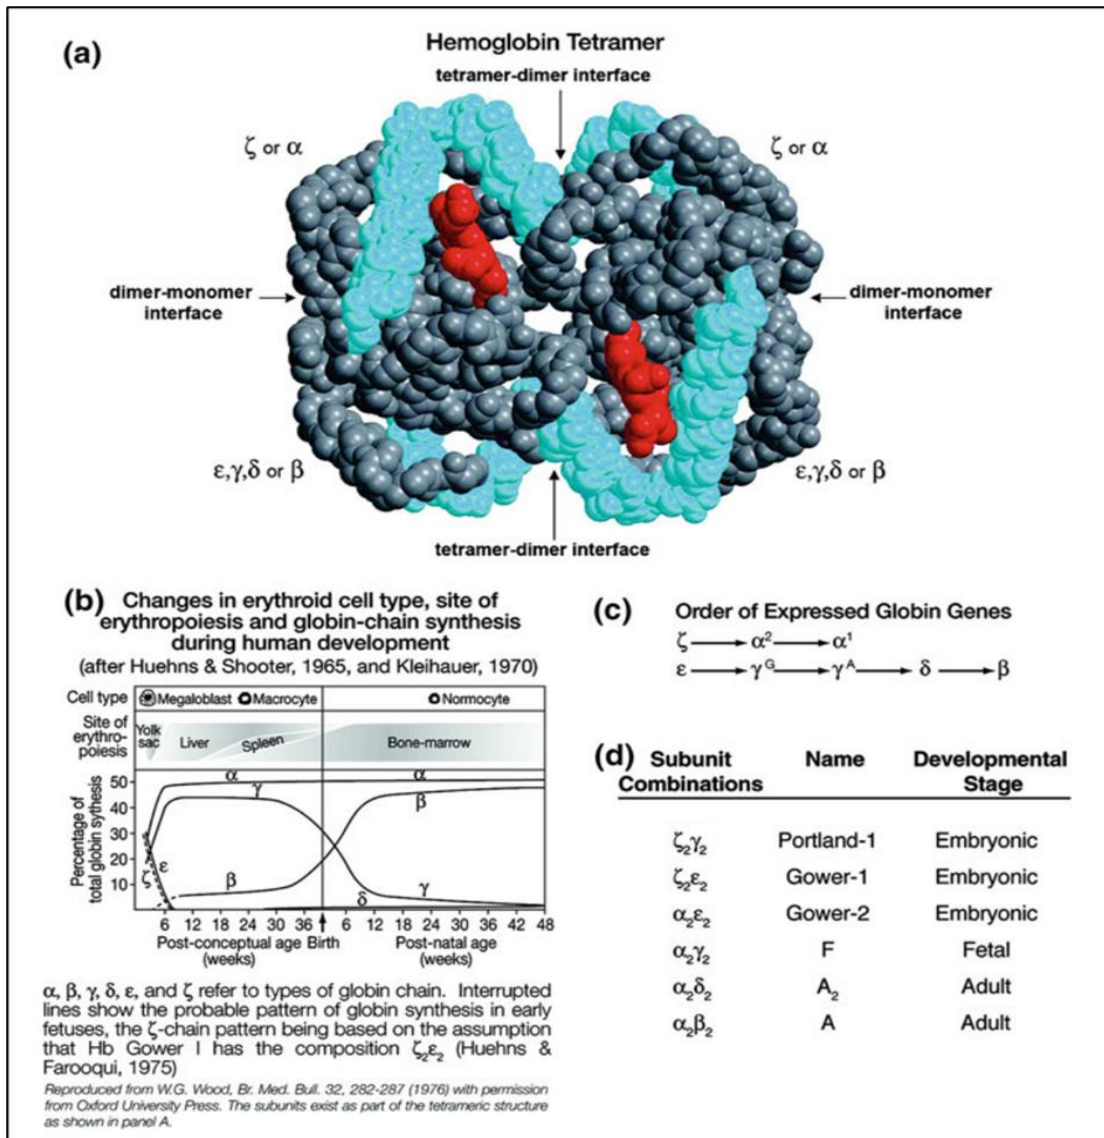 (a)
Hemoglobin Tetramer
tetramer-dimer interface
ζ or α
ζ or α
dimer-monomer
interface
dimer-monomer
interface
ε,γ,δ or β
ε,γ,δ or β
tetramer-dimer interface
(b) Changes in erythroid cell type, site of
erythropoiesis and globin-chain synthesis
during human development
(after Huehns & Shooter, 1965, and Kleihauer, 1970)
Cell type Megaloblast Macrocyte Normocyte
Site of
erythro-
poiesis
Yolk
sac
Liver
Spleen
Bone-marrow
Percentage of
total globin sythesis
50
40
30
20
10
α
γ
α
β
ζ
ε
β
δ
γ
6 12 18 24 30 36 6 12 18 24 30 36 42 48
Post-conceptual age
(weeks)
Birth
Post-natal age
(weeks)
α, β, γ, δ, ε, and ζ refer to types of globin chain. Interrupted
lines show the probable pattern of globin synthesis in early
fetuses, the ζ-chain pattern being based on the assumption
that Hb Gower I has the composition ζ₂ε₂ (Huehns &
Farooqui, 1975)
Reproduced from W.G. Wood, Br. Med. Bull. 32, 282-287 (1976) with permission
from Oxford University Press. The subunits exist as part of the tetrameric structure
as shown in panel A.
(c) Order of Expressed Globin Genes
ζ → α² → α¹
ε → γᴳ → γᴬ → δ → β
(d)
Subunit
Combinations
Name
Developmental
Stage
ζ₂γ₂ Portland-1 Embryonic
ζ₂ε₂ Gower-1 Embryonic
α₂ε₂ Gower-2 Embryonic
α₂γ₂ F Fetal
α₂δ₂ A₂ Adult
α₂β₂ A Adult